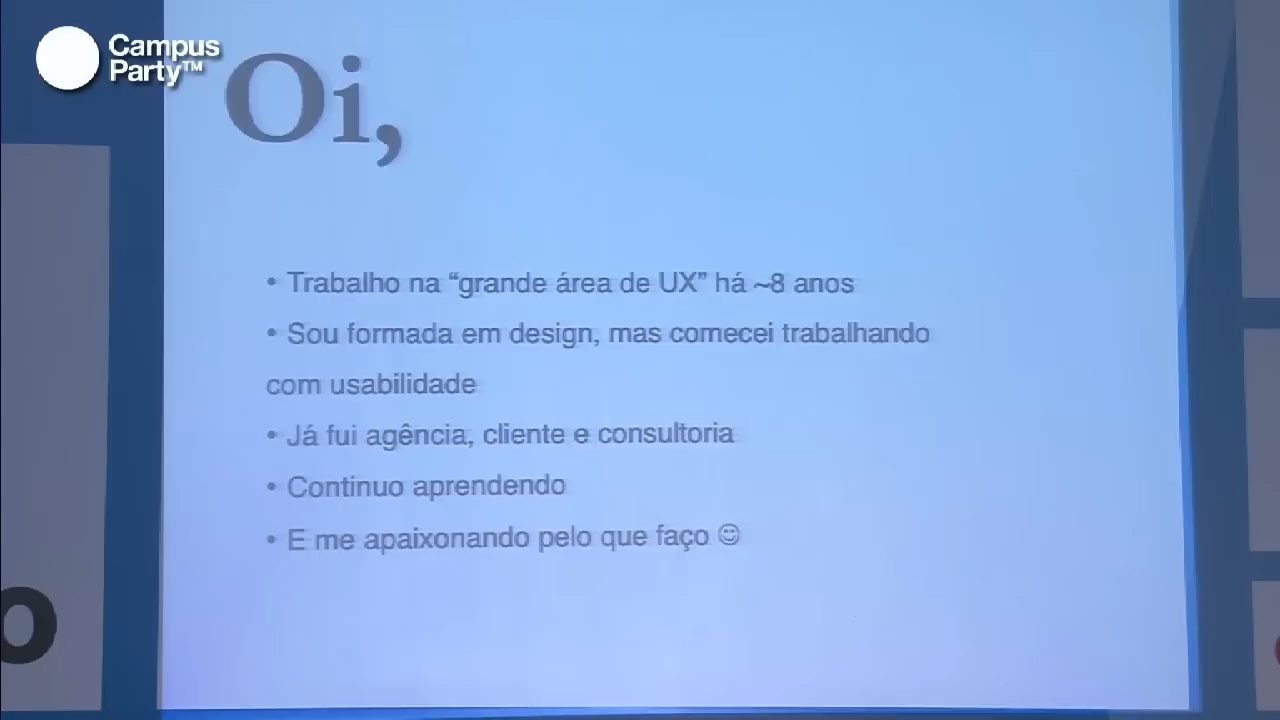 Campus
Party™
Oi,
• Trabalho na “grande área de UX” há ~8 anos
• Sou formada em design, mas comecei trabalhando
com usabilidade
• Já fui agência, cliente e consultoria
• Continuo aprendendo
• E me apaixonando pelo que faço ☺
o